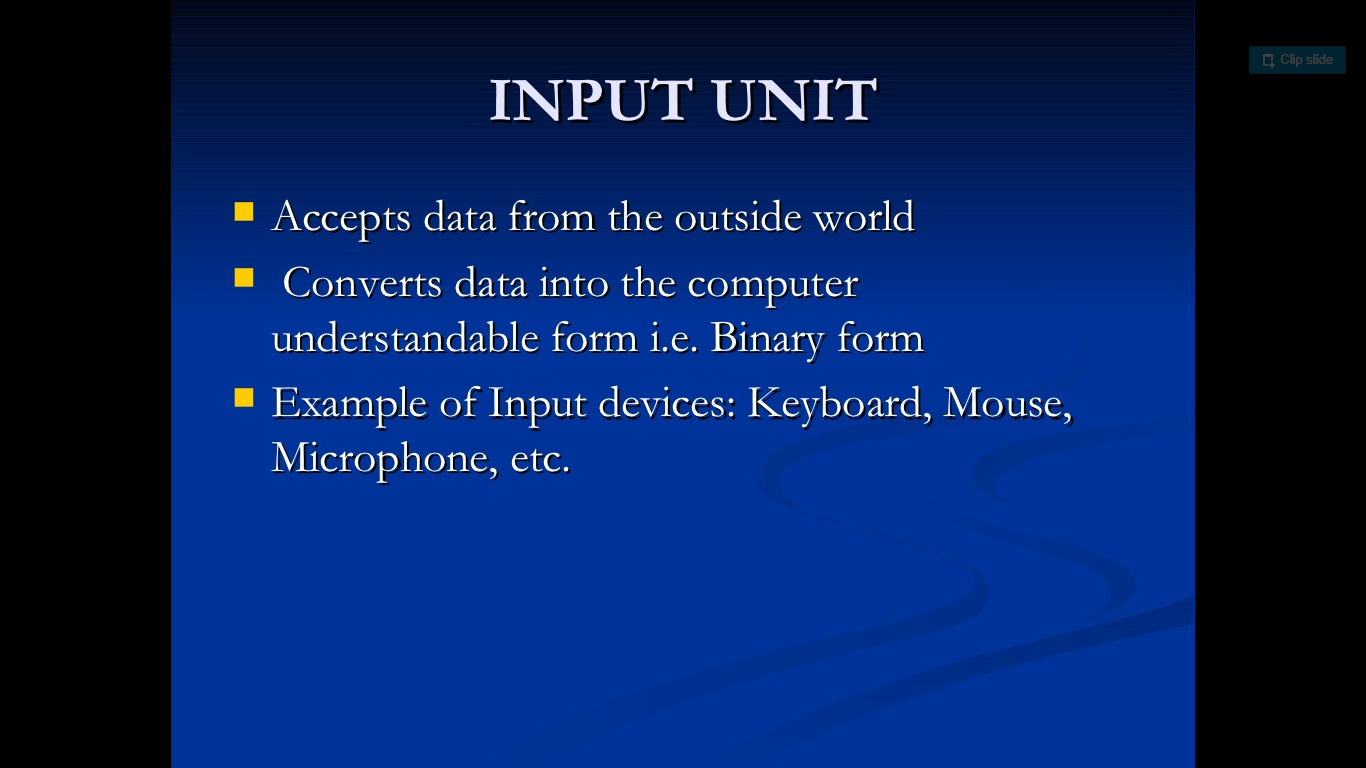 Clip slide
INPUT UNIT
Accepts data from the outside world
Converts data into the computer
understandable form i.e. Binary form
Example of Input devices: Keyboard, Mouse,
Microphone, etc.